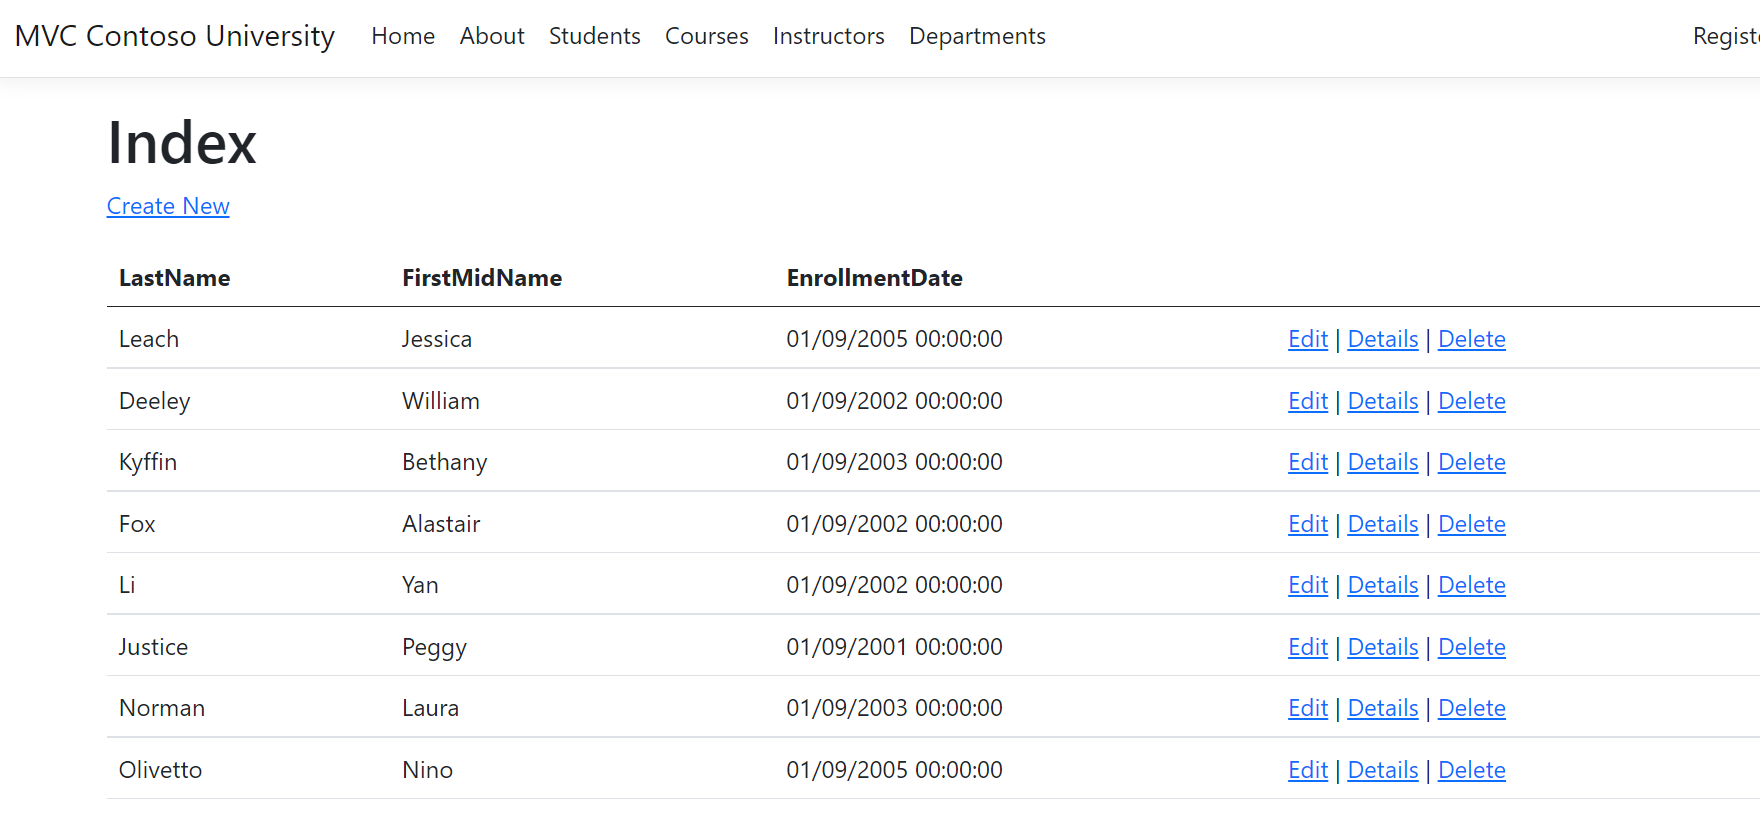 MVC Contoso University Home About Students Courses Instructors Departments
Index
Create New
LastName FirstMidName EnrollmentDate
Leach Jessica 01/09/2005 00:00:00 Edit | Details | Delete
Deeley William 01/09/2002 00:00:00 Edit | Details | Delete
Kyffin Bethany 01/09/2003 00:00:00 Edit | Details | Delete
Fox Alastair 01/09/2002 00:00:00 Edit | Details | Delete
Li Yan 01/09/2002 00:00:00 Edit | Details | Delete
Justice Peggy 01/09/2001 00:00:00 Edit | Details | Delete
Norman Laura 01/09/2003 00:00:00 Edit | Details | Delete
Olivetto Nino 01/09/2005 00:00:00 Edit | Details | Delete